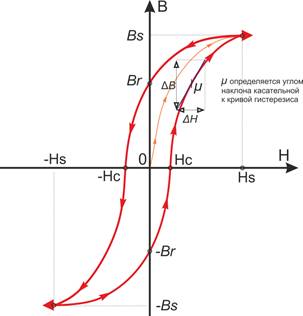 B
Bs
Br
ΔB
μ
ΔH
μ определяется углом
наклона касательной
к кривой гистерезиса
-Hs
0
Hc
H
-Hc
Hs
-Br
-Bs